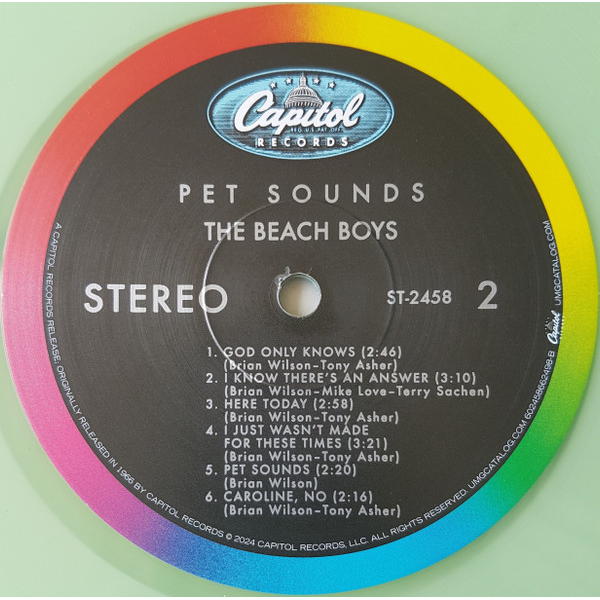 Capitol
REG. U.S. PAT. OFF.
RECORDS
PET SOUNDS
THE BEACH BOYS
STEREO
ST-2458 2
1. GOD ONLY KNOWS (2:46)
(Brian Wilson–Tony Asher)
2. I KNOW THERE'S AN ANSWER (3:10)
(Brian Wilson–Mike Love–Terry Sachen)
3. HERE TODAY (2:58)
(Brian Wilson–Tony Asher)
4. I JUST WASN'T MADE
FOR THESE TIMES (3:21)
(Brian Wilson–Tony Asher)
5. PET SOUNDS (2:20)
(Brian Wilson)
6. CAROLINE, NO (2:16)
(Brian Wilson–Tony Asher)
A CAPITOL RECORDS RELEASE; ORIGINALLY RELEASED IN 1966 BY CAPITOL RECORDS © 2024 CAPITOL RECORDS, LLC. ALL RIGHTS RESERVED. UMGCATALOG.COM 602458662498-B
Capitol UMGCATALOG.COM